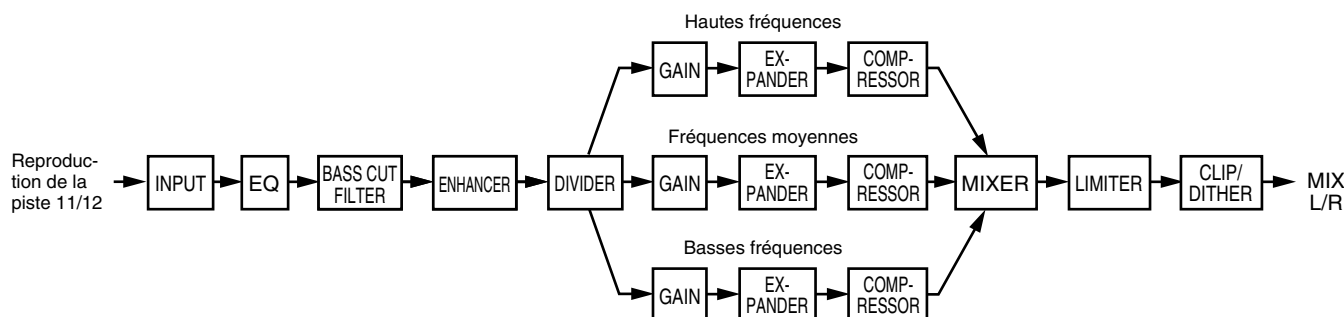 Hautes fréquences
GAIN
EX-
PANDER
COMP-
RESSOR
Reproduc-
tion de la
piste 11/12
INPUT
EQ
BASS CUT
FILTER
ENHANCER
DIVIDER
Fréquences moyennes
GAIN
EX-
PANDER
COMP-
RESSOR
MIXER
LIMITER
CLIP/
DITHER
MIX
L/R
Basses fréquences
GAIN
EX-
PANDER
COMP-
RESSOR